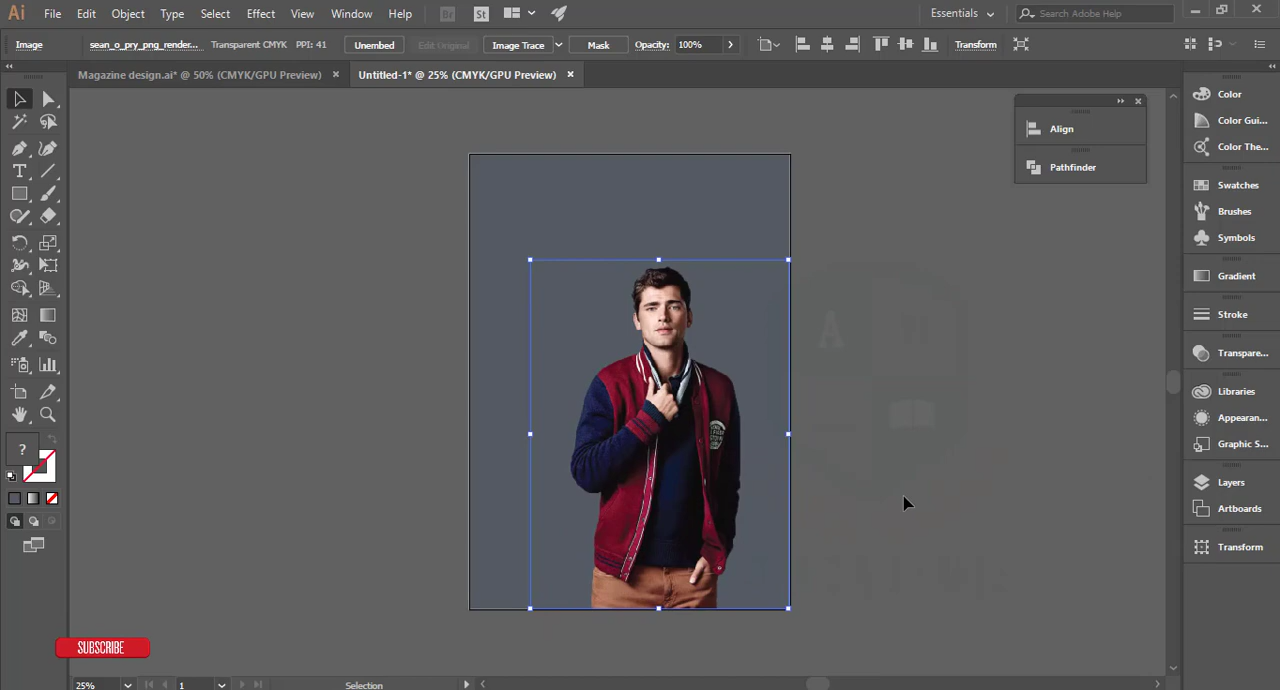 Ai File Edit Object Type Select Effect View Window Help Br St Essentials Search Adobe Help
Image sean_o_pry_png_render... Transparent CMYK PPI: 41 Unembed Edit Original Image Trace Mask Opacity: 100% Transform
Magazine design.ai* @ 50% (CMYK/GPU Preview) Untitled-1* @ 25% (CMYK/GPU Preview)
Align
Pathfinder
Color
Color Gui...
Color The...
Swatches
Brushes
Symbols
Gradient
Stroke
Transpare...
Libraries
Appearan...
Graphic S...
Layers
Artboards
Transform
?
SUBSCRIBE
25% 1 Selection